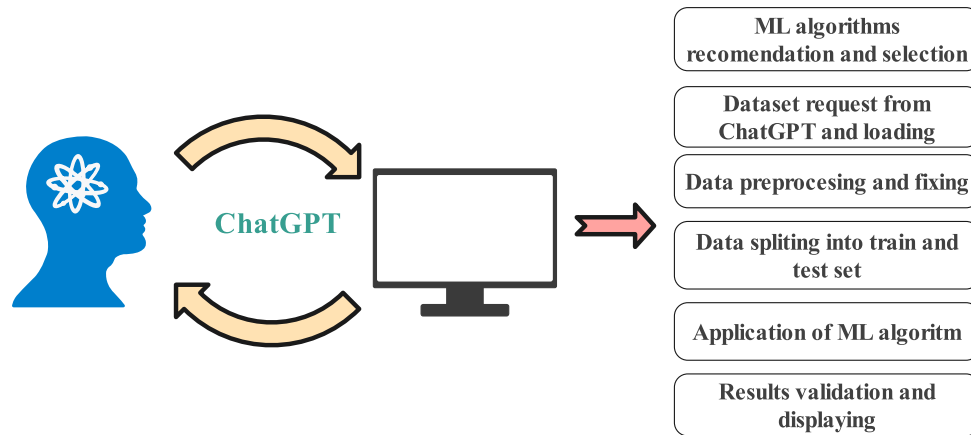 ChatGPT
ML algorithms
recomendation and selection
Dataset request from
ChatGPT and loading
Data preprocesing and fixing
Data spliting into train and
test set
Application of ML algoritm
Results validation and
displaying